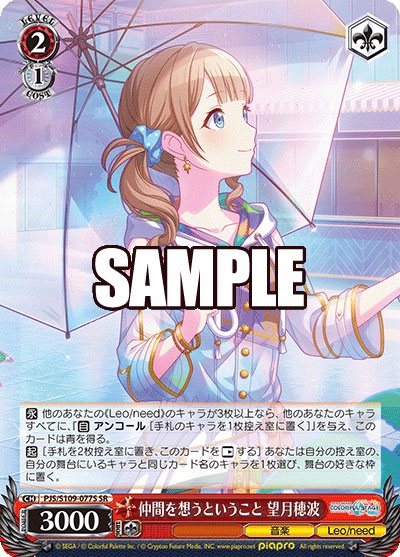 LEVEL
2
1
COST
SAMPLE
永 他のあなたの《Leo/need》のキャラが3枚以上なら、他のあなたのキャラ
すべてに、「自 アンコール [手札のキャラを1枚控え室に置く]」を与え、この
カードは青を得る。
起 [手札を2枚控え室に置き、このカードをする] あなたは自分の控え室の、
自分の舞台にいるキャラと同じカード名のキャラを1枚選び、舞台の好きな枠
に置く。
CH PJS/S109-077S SR
仲間を想うということ 望月穂波
COLORFUL STAGE!
POWER
3000
音楽
Leo/need
© SEGA / © Colorful Palette Inc. / © Crypton Future Media, INC. www.piapro.net piapro All rights reserved.